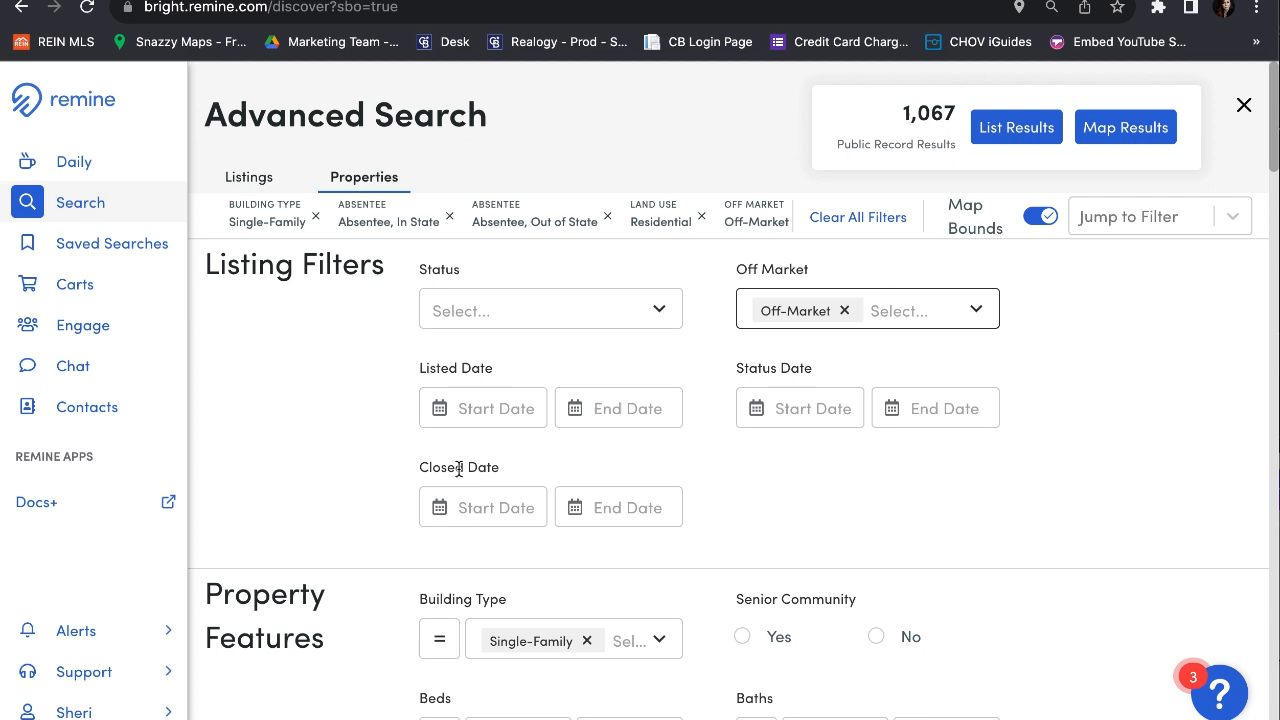 bright.remine.com/discover?sbo=true
REIN MLS
Snazzy Maps - Fr...
Marketing Team -...
Desk
Realogy - Prod - S...
CB LOgin Page
Credit Card Charg...
CHOV iGuides
Embed YouTube S...
»
remine
Daily
Search
Saved Searches
Carts
Engage
Chat
Contacts
REMINE APPS
Docs+
Alerts
Support
Sheri
Advanced Search
1,067
Public Record Results
List Results
Map Results
Listings
Properties
BUILDING TYPE
Single-Family
ABSENTEE
Absentee, In State
ABSENTEE
Absentee, Out of State
LAND USE
Residential
OFF MARKET
Off-Market
Clear All Filters
Map
Bounds
Jump to Filter
Listing Filters
Status
Select...
Off Market
Off-Market
Select...
Listed Date
Start Date
End Date
Status Date
Start Date
End Date
Closed Date
Start Date
End Date
Property
Features
Building Type
=
Single-Family
Sel...
Senior Community
Yes
No
Beds
Baths
3
?